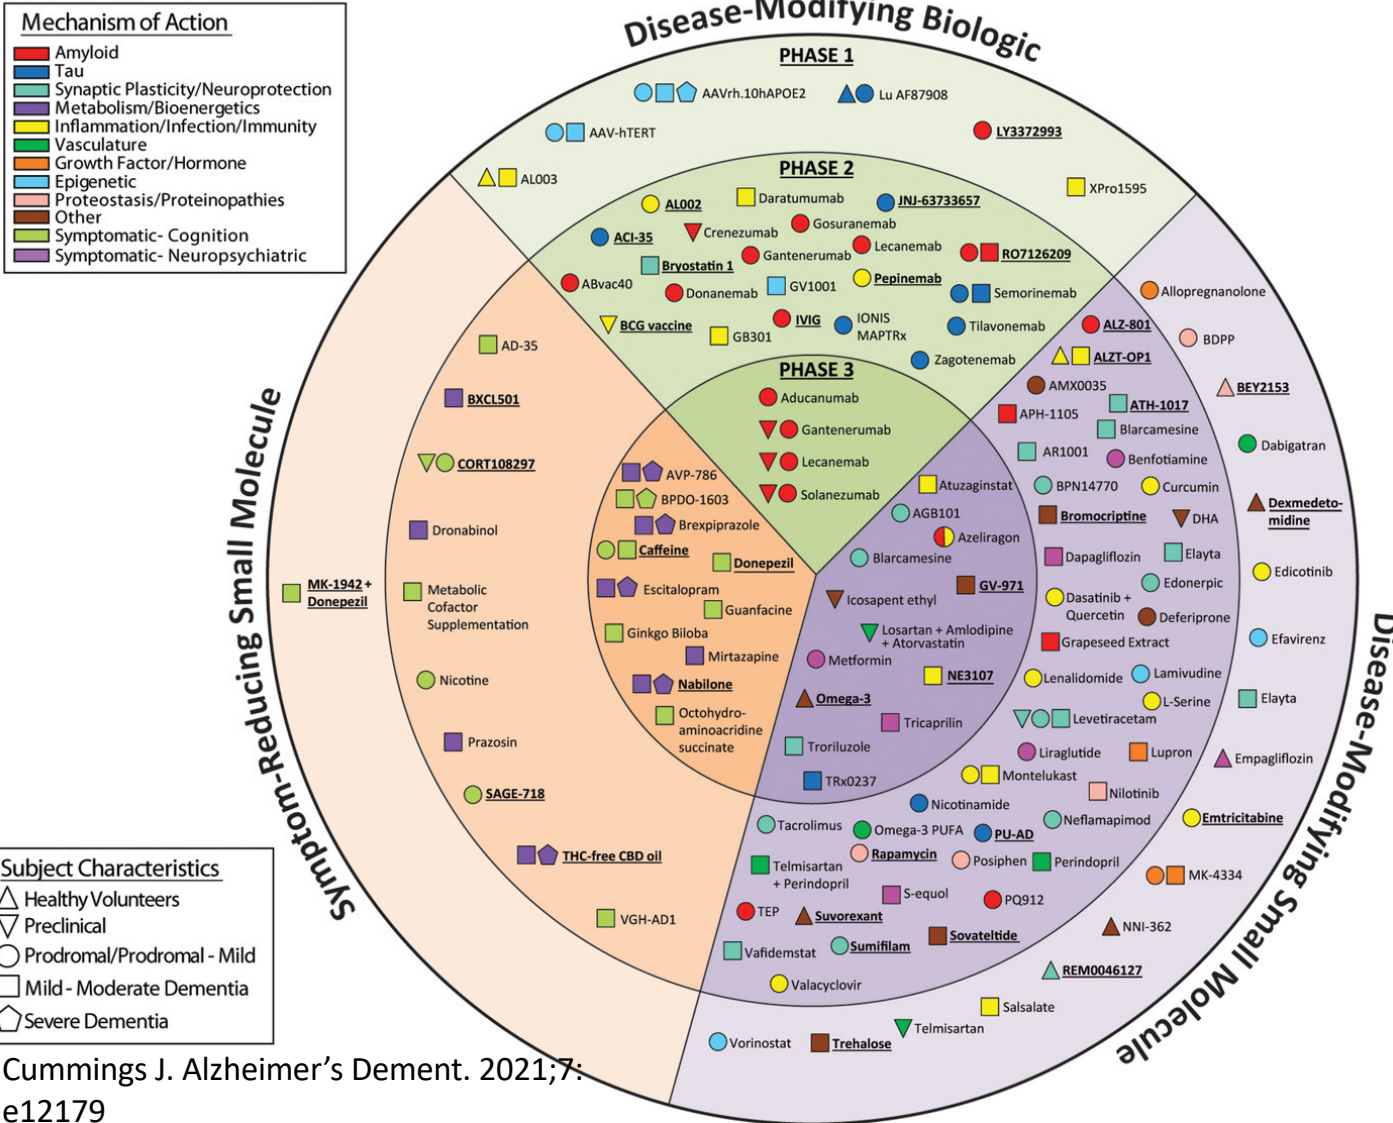 Mechanism of Action
Amyloid
Tau
Synaptic Plasticity/Neuroprotection
Metabolism/Bioenergetics
Inflammation/Infection/Immunity
Vasculature
Growth Factor/Hormone
Epigenetic
Proteostasis/Proteinopathies
Other
Symptomatic- Cognition
Symptomatic- Neuropsychiatric
Disease-Modifying Biologic
PHASE 1
AAVrh.10hAPOE2
Lu AF87908
AAV-hTERT
LY3372993
AL003
XPro1595
PHASE 2
AL002
Daratumumab
JNJ-63733657
ACI-35
Crenezumab
Gosuranemab
Lecanemab
RO7126209
Bryostatin 1
Gantenerumab
Pepinemab
ABvac40
Donanemab
GV1001
Semorinemab
BCG vaccine
GB301
IVIG
IONIS
MAPTRx
Tilavonemab
Zagotenemab
PHASE 3
Aducanumab
Gantenerumab
Lecanemab
Solanezumab
Symptom-Reducing Small Molecule
MK-1942+
Donepezil
AD-35
BXCL501
CORT108297
Dronabinol
Metabolic
Cofactor
Supplementation
Nicotine
Prazosin
SAGE-718
THC-free CBD oil
VGH-AD1
AVP-786
BPDO-1603
Brexpiprazole
Caffeine
Donepezil
Escitalopram
Guanfacine
Ginkgo Biloba
Mirtazapine
Nabilone
Octohydro-
aminoacridine
succinate
Atuzaginstat
AGB101
Azeliragon
Blarcamesine
GV-971
Icosapent ethyl
Losartan + Amlodipine
+ Atorvastatin
Metformin
NE3107
Omega-3
Tricaprilin
Troriluzole
TRx0237
ALZ-801
ALZT-OP1
AMX0035
ATH-1017
APH-1105
Blarcamesine
AR1001
Benfotiamine
BPN14770
Curcumin
Bromocriptine
DHA
Dapagliflozin
Elayta
Edonerpic
Dasatinib +
Quercetin
Deferiprone
Grapeseed Extract
Lenalidomide
Lamivudine
L-Serine
Levetiracetam
Liraglutide
Lupron
Montelukast
Nilotinib
Nicotinamide
Neflamapimod
Tacrolimus
Omega-3 PUFA
PU-AD
Rapamycin
Posiphen
Perindopril
Telmisartan
+ Perindopril
S-equol
PQ912
TEP
Suvorexant
Sovateltide
Vafidemstat
Sumifilam
Valacyclovir
Allopregnanolone
BDPP
BEY2153
Dabigatran
Dexmedeto-
midine
Edicotinib
Efavirenz
Elayta
Empagliflozin
Emtricitabine
MK-4334
NNI-362
REM0046127
Salsalate
Telmisartan
Trehalose
Vorinostat
Disease-Modifying Small Molecule
Subject Characteristics
Healthy Volunteers
Preclinical
Prodromal/Prodromal - Mild
Mild - Moderate Dementia
Severe Dementia
Cummings J. Alzheimer's Dement. 2021;7:
e12179